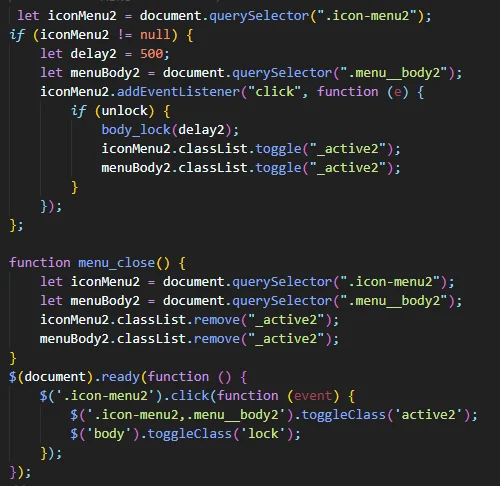 let iconMenu2 = document.querySelector(".icon-menu2");
if (iconMenu2 != null) {
    let delay2 = 500;
    let menuBody2 = document.querySelector(".menu__body2");
    iconMenu2.addEventListener("click", function (e) {
        if (unlock) {
            body_lock(delay2);
            iconMenu2.classList.toggle("_active2");
            menuBody2.classList.toggle("_active2");
        }
    });
};

function menu_close() {
    let iconMenu2 = document.querySelector(".icon-menu2");
    let menuBody2 = document.querySelector(".menu__body2");
    iconMenu2.classList.remove("_active2");
    menuBody2.classList.remove("_active2");
}
$(document).ready(function () {
    $('.icon-menu2').click(function (event) {
        $('.icon-menu2,.menu__body2').toggleClass('active2');
        $('body').toggleClass('lock');
    });
});